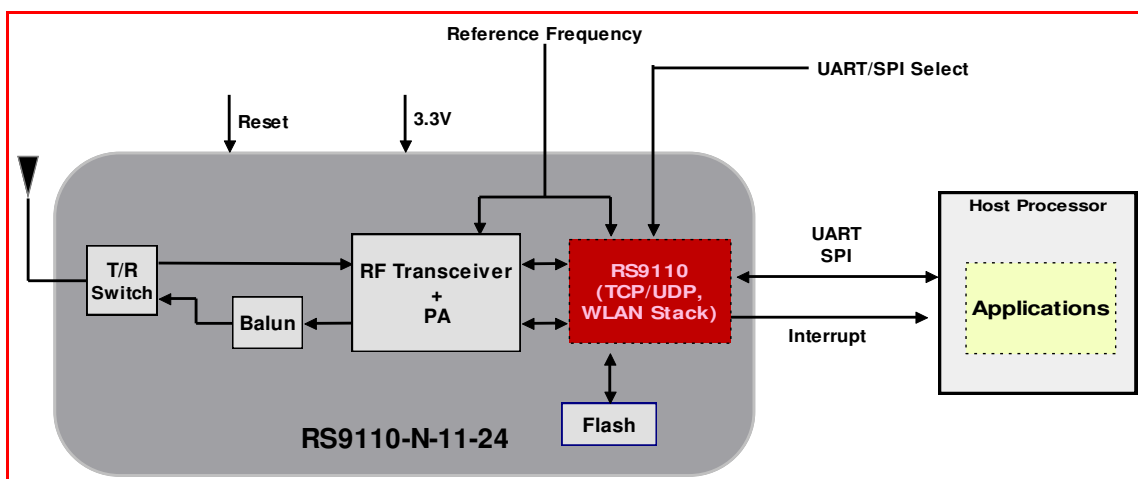 Reference Frequency
UART/SPI Select
Reset
3.3V
Host Processor
UART
SPI
T/R
Switch
RF Transceiver
+
PA
RS9110
(TCP/UDP,
WLAN Stack)
Applications
Balun
Interrupt
Flash
RS9110-N-11-24